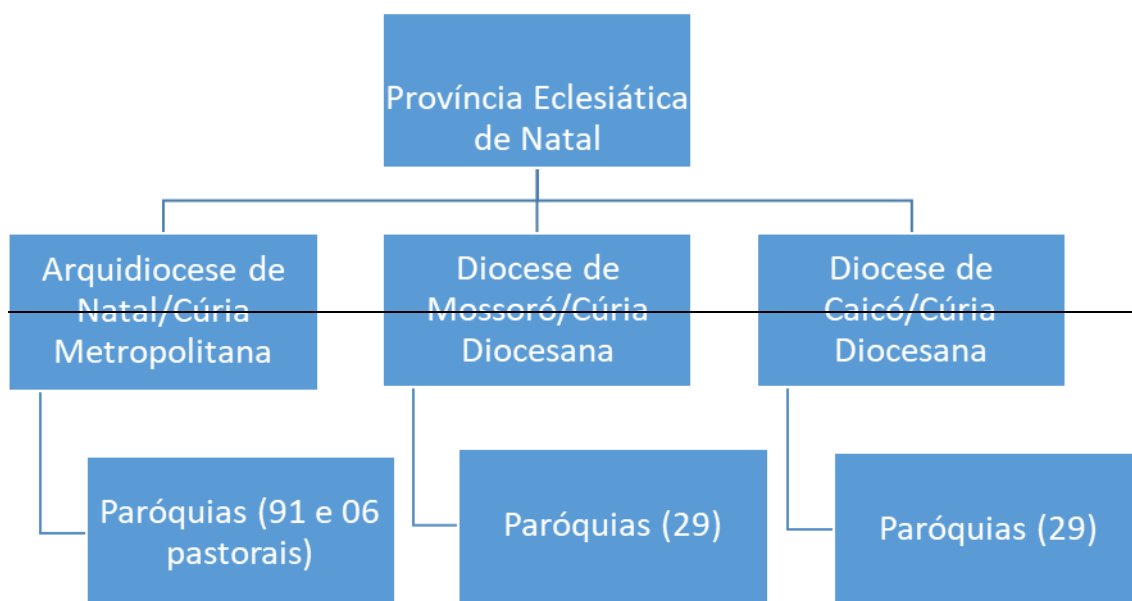 Província Eclesiática
de Natal
Arquidiocese de
Natal/Cúria
Metropolitana
Diocese de
Mossoró/Cúria
Diocesana
Diocese de
Caicó/Cúria
Diocesana
Paróquias (91 e 06
pastorais)
Paróquias (29)
Paróquias (29)